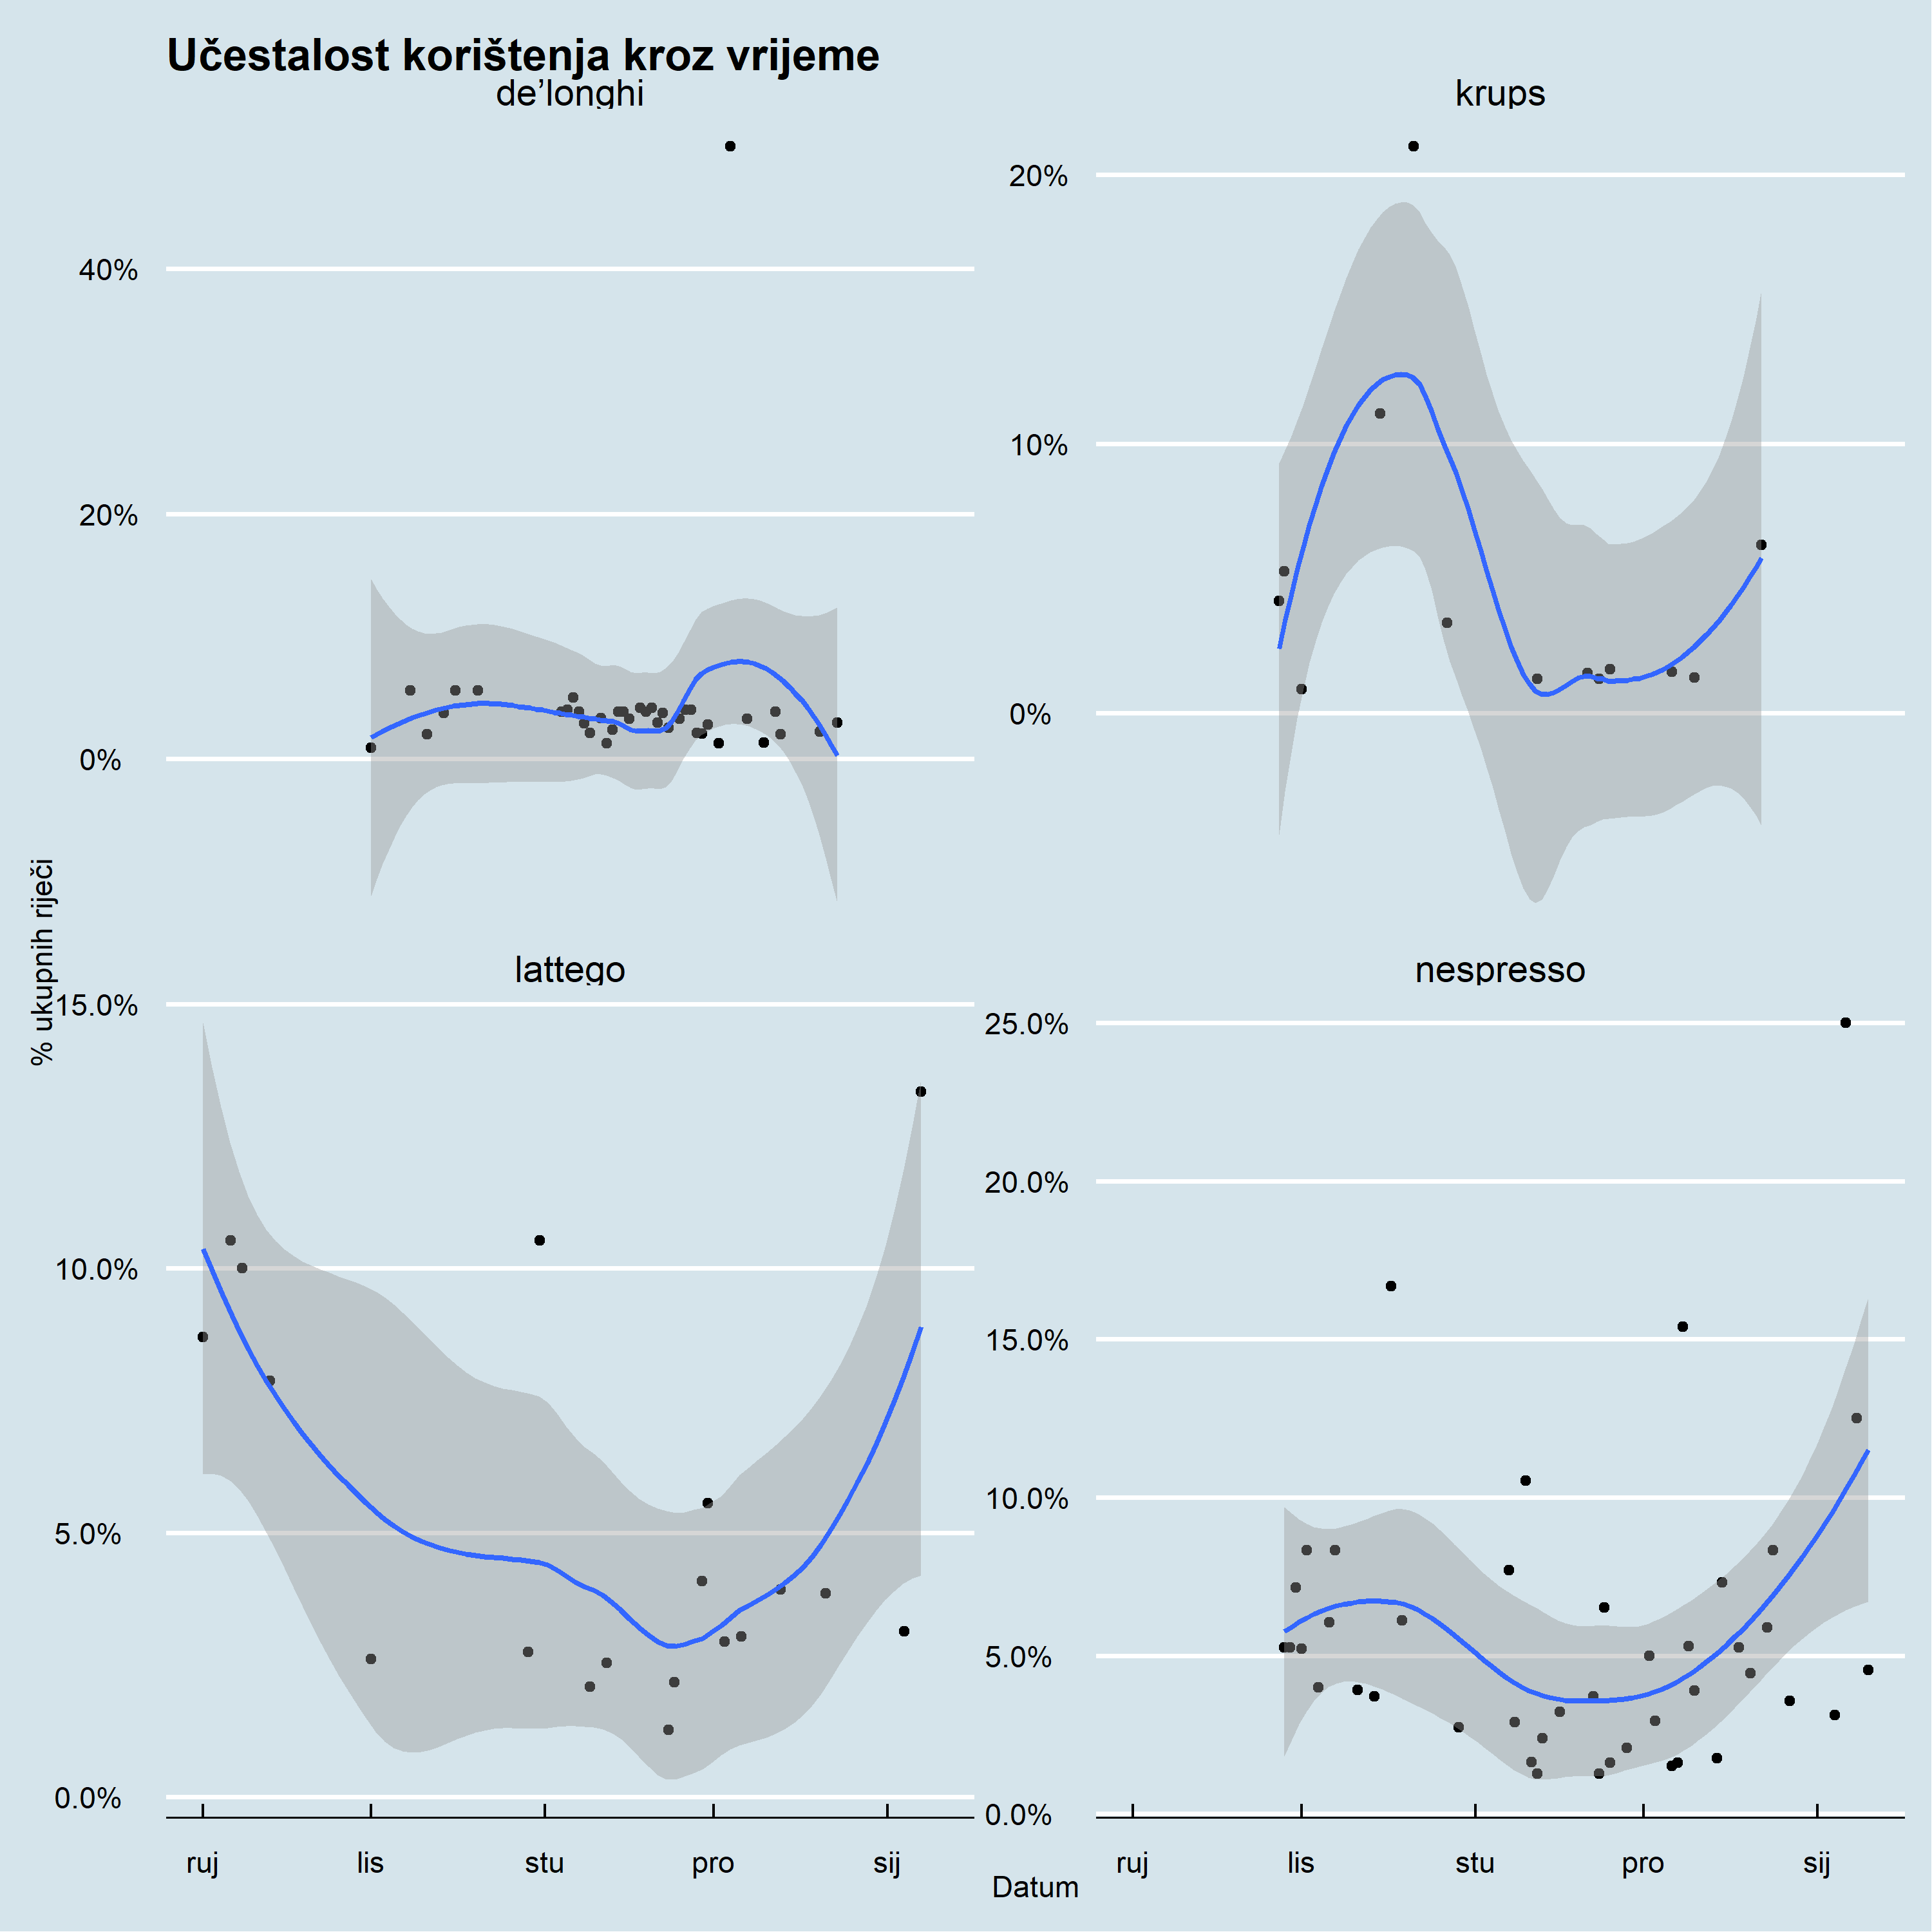 Učestalost korištenja kroz vrijeme
de’longhi
krups
40%
20%
0%
20%
10%
0%
% ukupnih riječi
lattego
nespresso
15.0%
10.0%
5.0%
0.0%
25.0%
20.0%
15.0%
10.0%
5.0%
0.0%
ruj lis stu pro sij
ruj lis stu pro sij
Datum